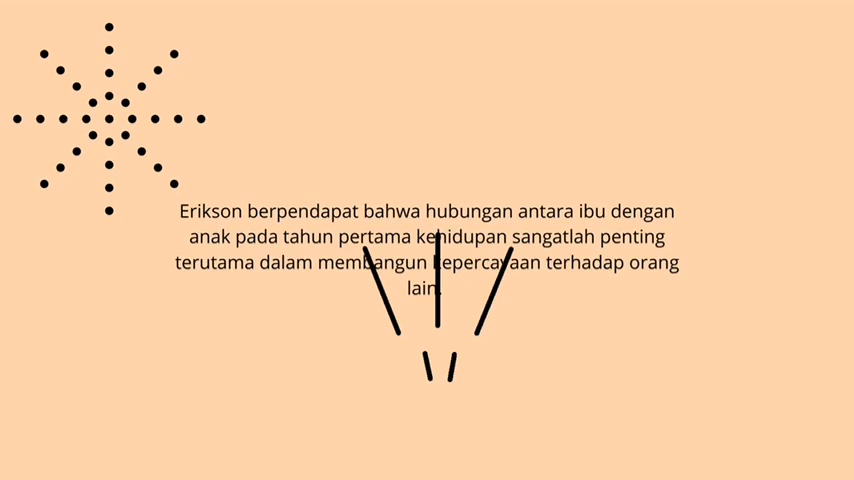 Erikson berpendapat bahwa hubungan antara ibu dengan
anak pada tahun pertama kehidupan sangatlah penting
terutama dalam membangun kepercayaan terhadap orang
lain.